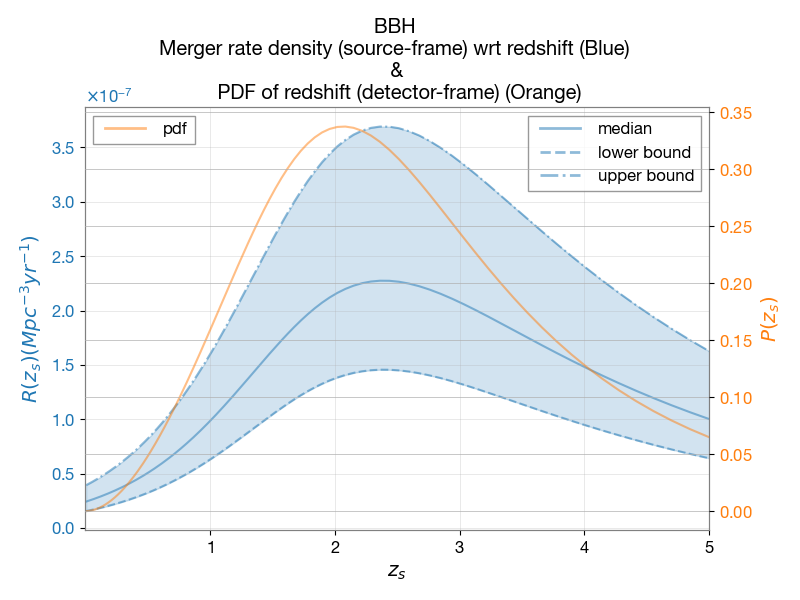 BBH
Merger rate density (source-frame) wrt redshift (Blue)
&
PDF of redshift (detector-frame) (Orange)
×10⁻⁷
pdf
median
lower bound
upper bound
R(z_s)(Mpc⁻³yr⁻¹)
3.5
3.0
2.5
2.0
1.5
1.0
0.5
0.0
0.35
0.30
0.25
0.20
0.15
0.10
0.05
0.00
P(z_s)
1 2 3 4 5
z_s